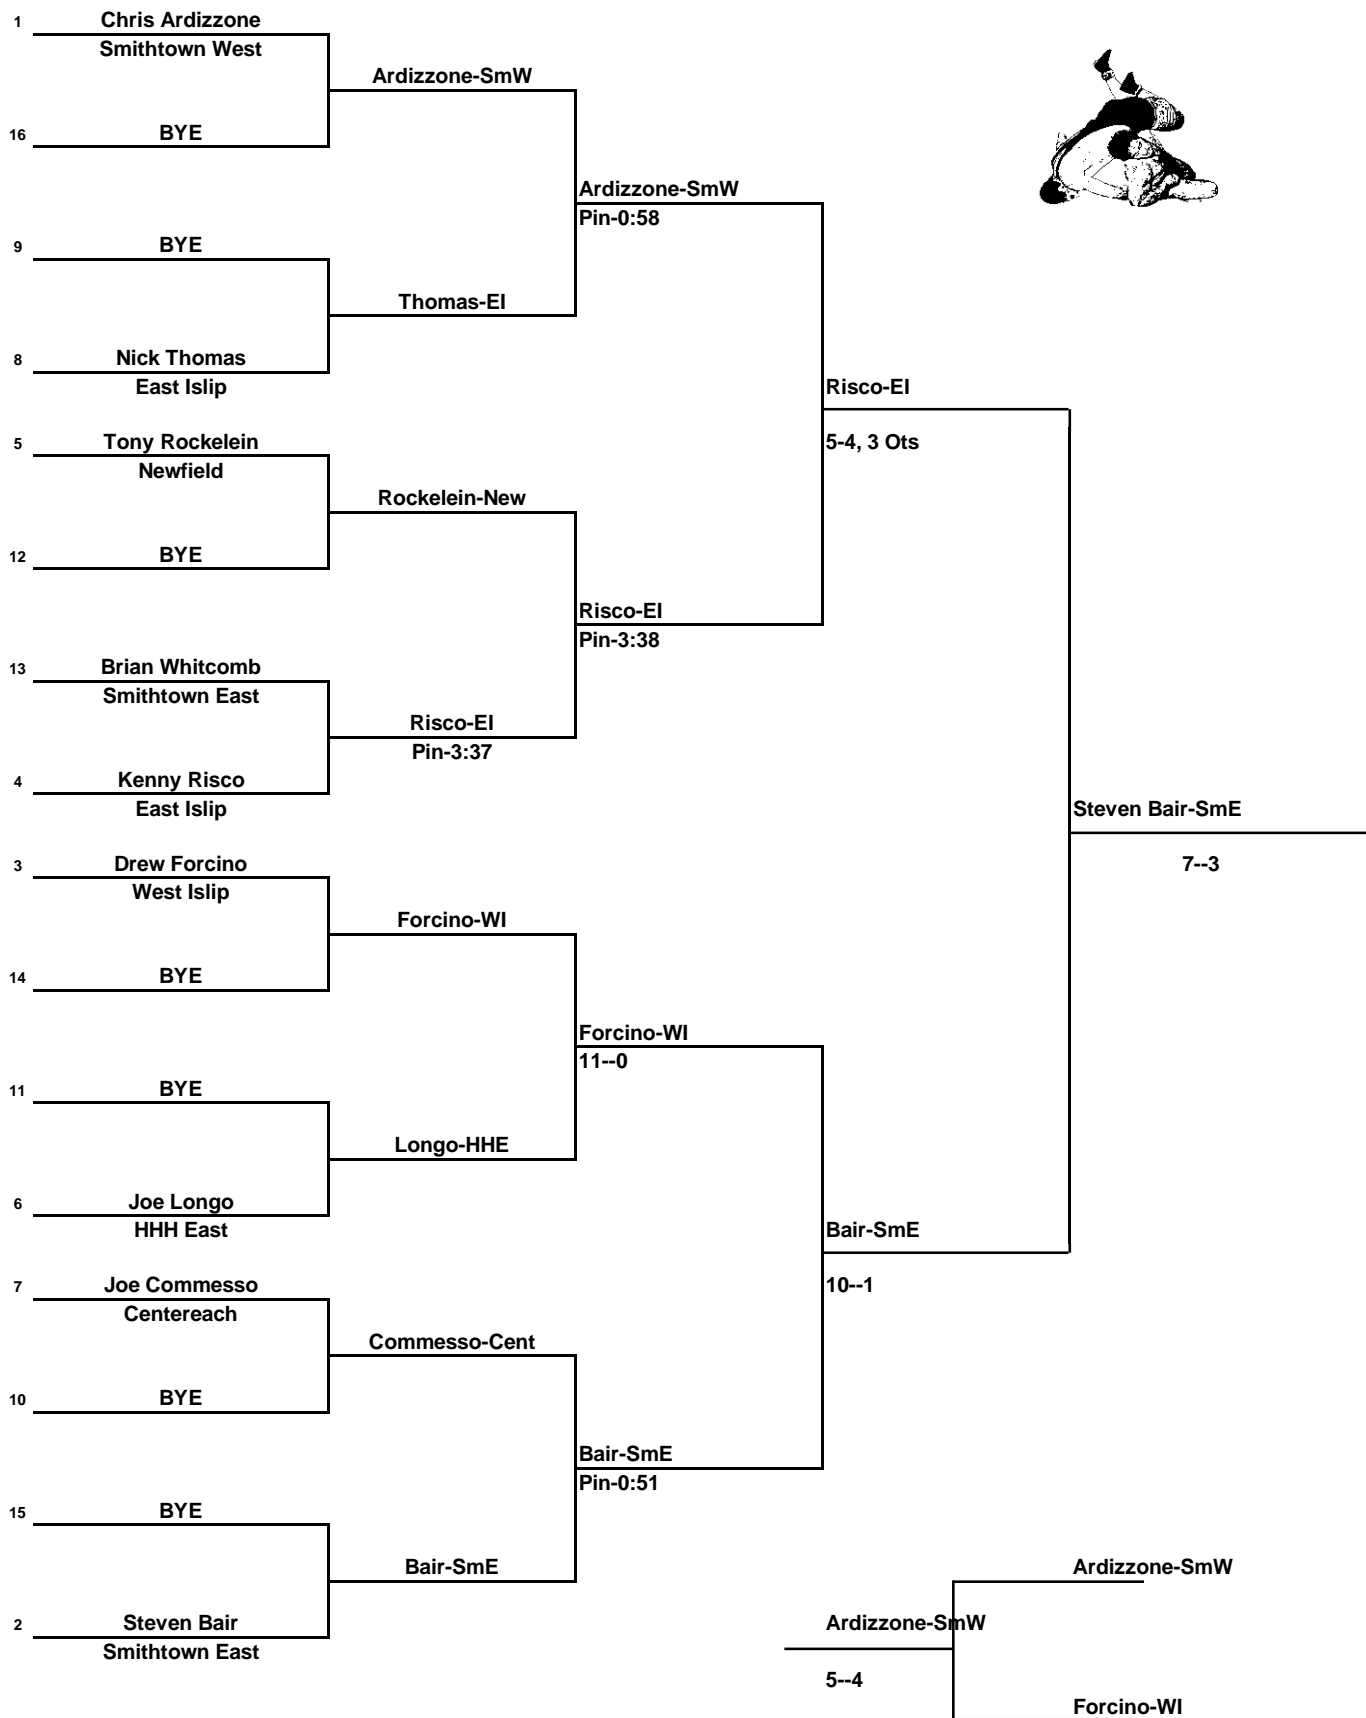 1 Chris Ardizzone
Smithtown West
Ardizzone-SmW
16 BYE
Ardizzone-SmW
Pin-0:58
9 BYE
Thomas-EI
8 Nick Thomas
East Islip
Risco-EI
5-4, 3 Ots
5 Tony Rockelein
Newfield
Rockelein-New
12 BYE
Risco-EI
Pin-3:38
13 Brian Whitcomb
Smithtown East
Risco-EI
Pin-3:37
4 Kenny Risco
East Islip
Steven Bair-SmE
7--3
3 Drew Forcino
West Islip
Forcino-WI
14 BYE
Forcino-WI
11--0
11 BYE
Longo-HHE
6 Joe Longo
HHH East
Bair-SmE
10--1
7 Joe Commesso
Centereach
Commesso-Cent
10 BYE
Bair-SmE
Pin-0:51
15 BYE
Bair-SmE
2 Steven Bair
Smithtown East
Ardizzone-SmW
Ardizzone-SmW
5--4
Forcino-WI